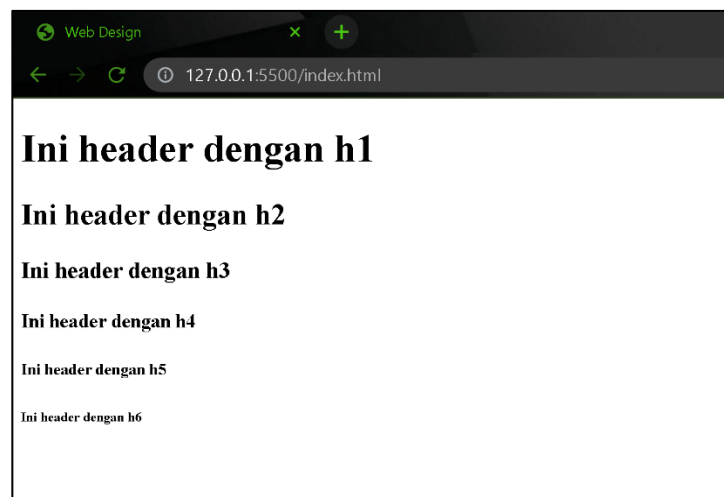 Web Design
127.0.0.1:5500/index.html
Ini header dengan h1
Ini header dengan h2
Ini header dengan h3
Ini header dengan h4
Ini header dengan h5
Ini header dengan h6